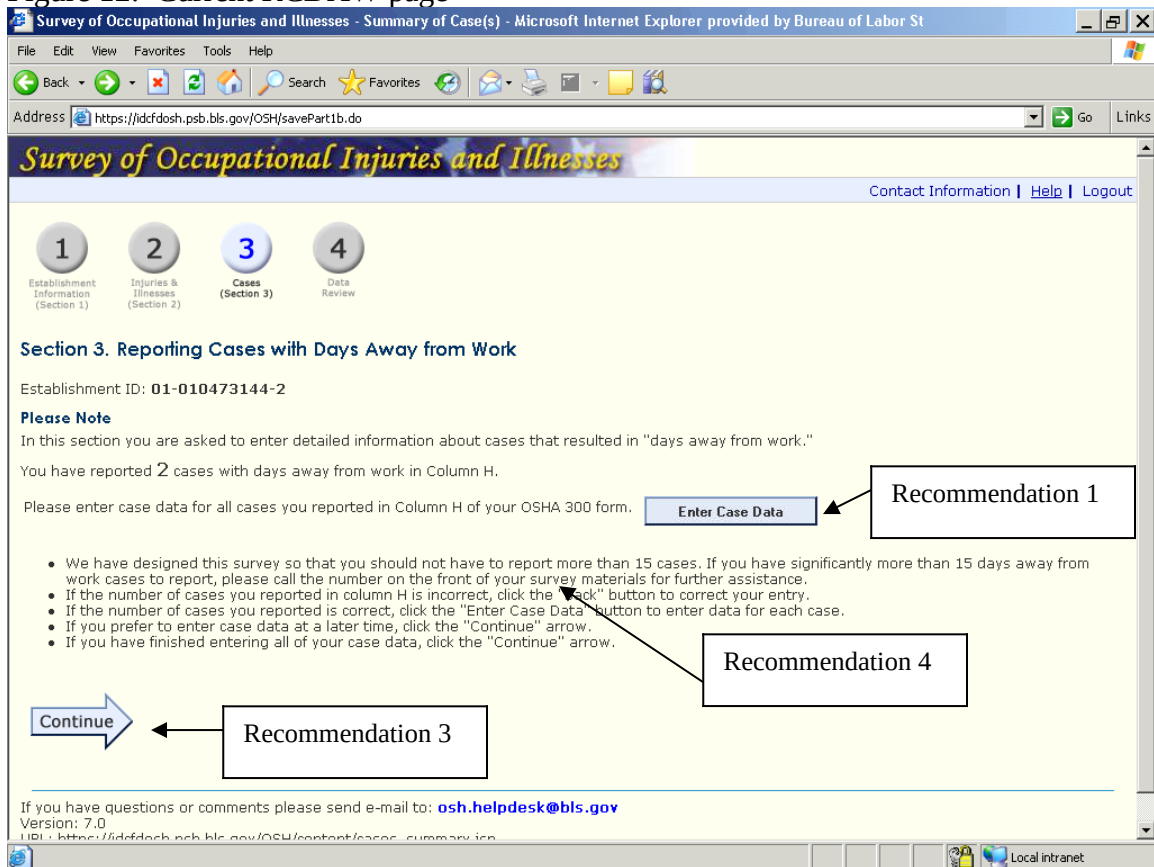 Survey of Occupational Injuries and Illnesses - Summary of Case(s) - Microsoft Internet Explorer provided by Bureau of Labor St
File Edit View Favorites Tools Help
Back Search Favorites
Address https://idcfdosh.psb.bls.gov/OSH/savePart1b.do Go Links
Survey of Occupational Injuries and Illnesses
Contact Information | Help | Logout
1 2 3 4
Establishment Information (Section 1)
Injuries & Illnesses (Section 2)
Cases (Section 3)
Data Review
Section 3. Reporting Cases with Days Away from Work
Establishment ID: 01-010473144-2
Please Note
In this section you are asked to enter detailed information about cases that resulted in "days away from work."
You have reported 2 cases with days away from work in Column H.
Recommendation 1
Please enter case data for all cases you reported in Column H of your OSHA 300 form. Enter Case Data
• We have designed this survey so that you should not have to report more than 15 cases. If you have significantly more than 15 days away from
work cases to report, please call the number on the front of your survey materials for further assistance.
• If the number of cases you reported in column H is incorrect, click the "Back" button to correct your entry.
• If the number of cases you reported is correct, click the "Enter Case Data" button to enter data for each case.
• If you prefer to enter case data at a later time, click the "Continue" arrow.
• If you have finished entering all of your case data, click the "Continue" arrow.
Recommendation 4
Continue
Recommendation 3
If you have questions or comments please send e-mail to: osh.helpdesk@bls.gov
Version: 7.0
Local intranet